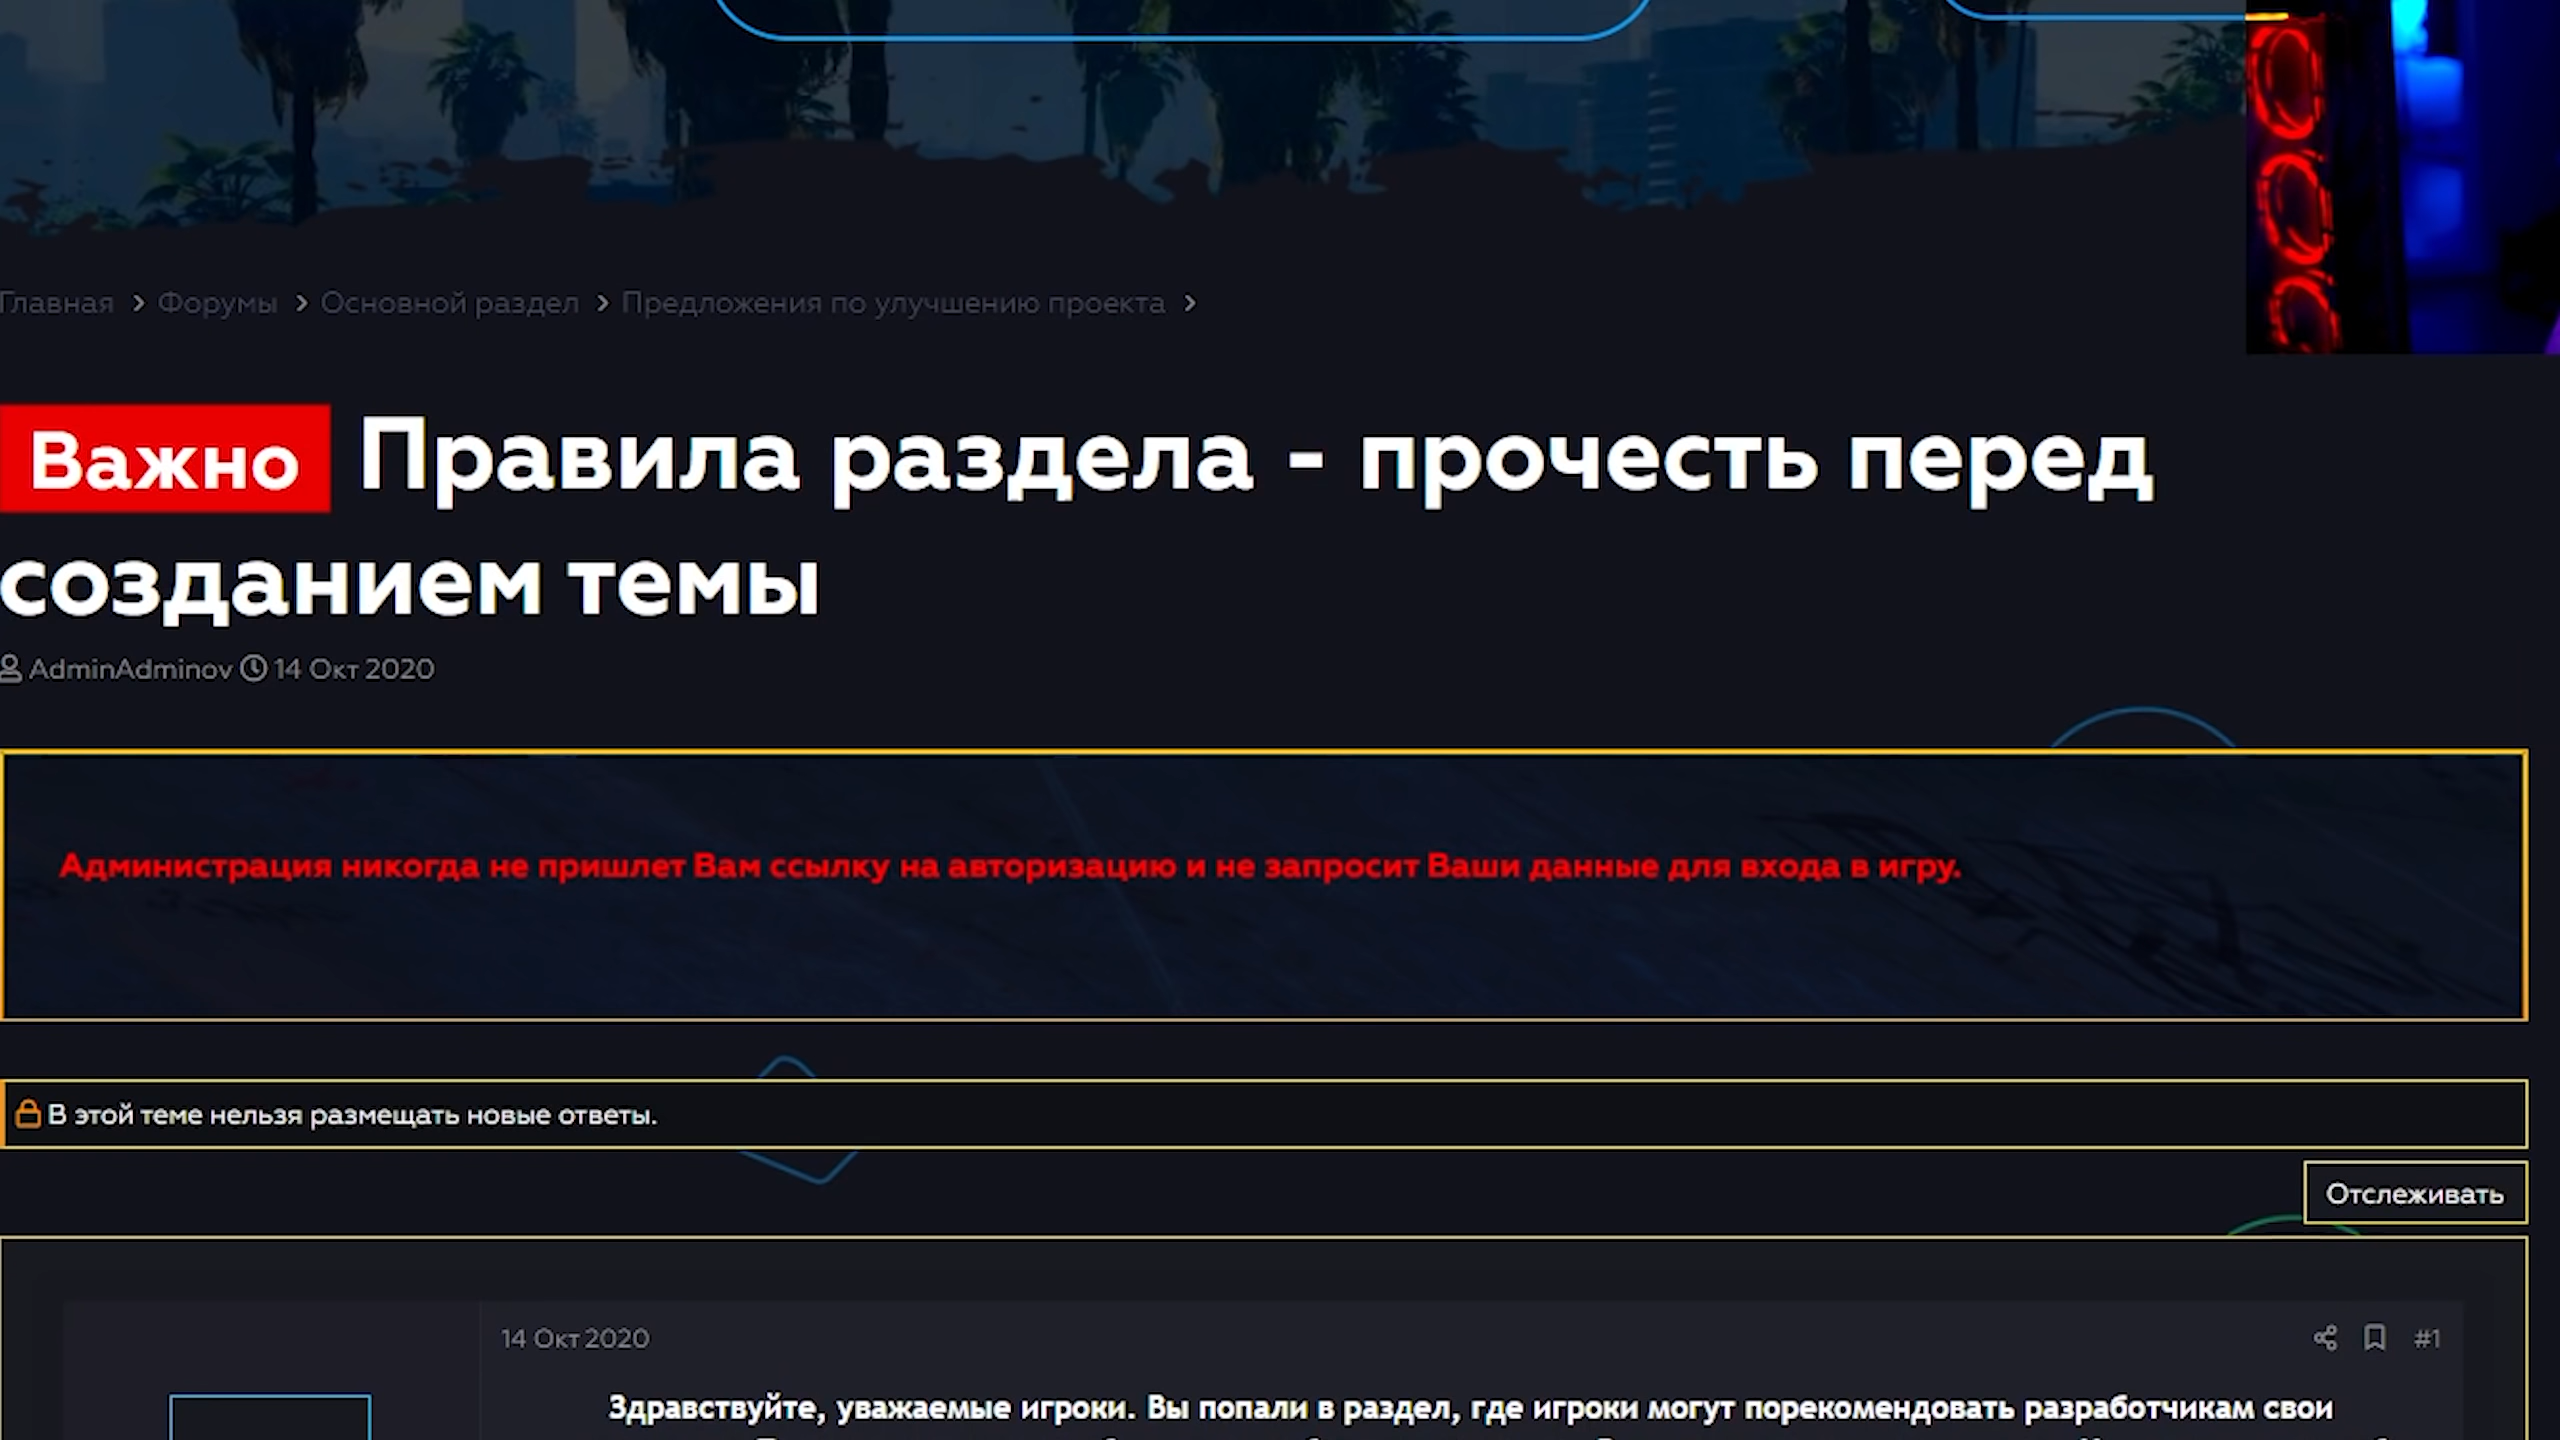 Главная > Форумы > Основной раздел > Предложения по улучшению проекта >
Важно Правила раздела - прочесть перед
созданием темы
AdminAdminov 14 Окт 2020
Администрация никогда не пришлет Вам ссылку на авторизацию и не запросит Ваши данные для входа в игру.
В этой теме нельзя размещать новые ответы.
Отслеживать
14 Окт 2020 #1
Здравствуйте, уважаемые игроки. Вы попали в раздел, где игроки могут порекомендовать разработчикам свои